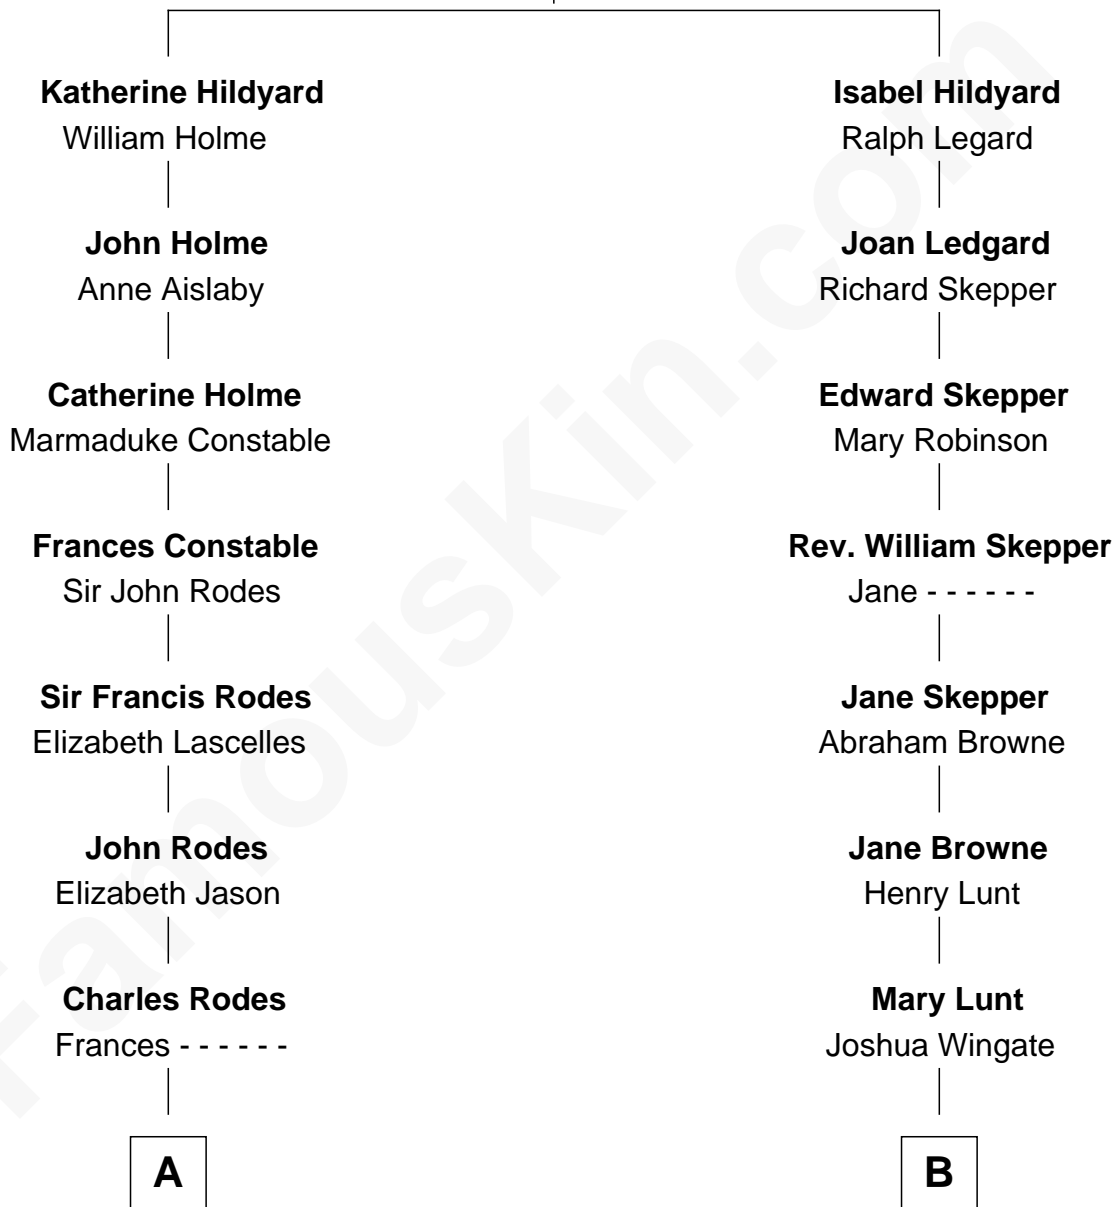 Katherine Hildyard
William Holme
John Holme
Anne Aislaby
Catherine Holme
Marmaduke Constable
Frances Constable
Sir John Rodes
Sir Francis Rodes
Elizabeth Lascelles
John Rodes
Elizabeth Jason
Charles Rodes
Frances - - - - - -
A
Isabel Hildyard
Ralph Legard
Joan Ledgard
Richard Skepper
Edward Skepper
Mary Robinson
Rev. William Skepper
Jane - - - - - -
Jane Skepper
Abraham Browne
Jane Browne
Henry Lunt
Mary Lunt
Joshua Wingate
B
FamousKin.com